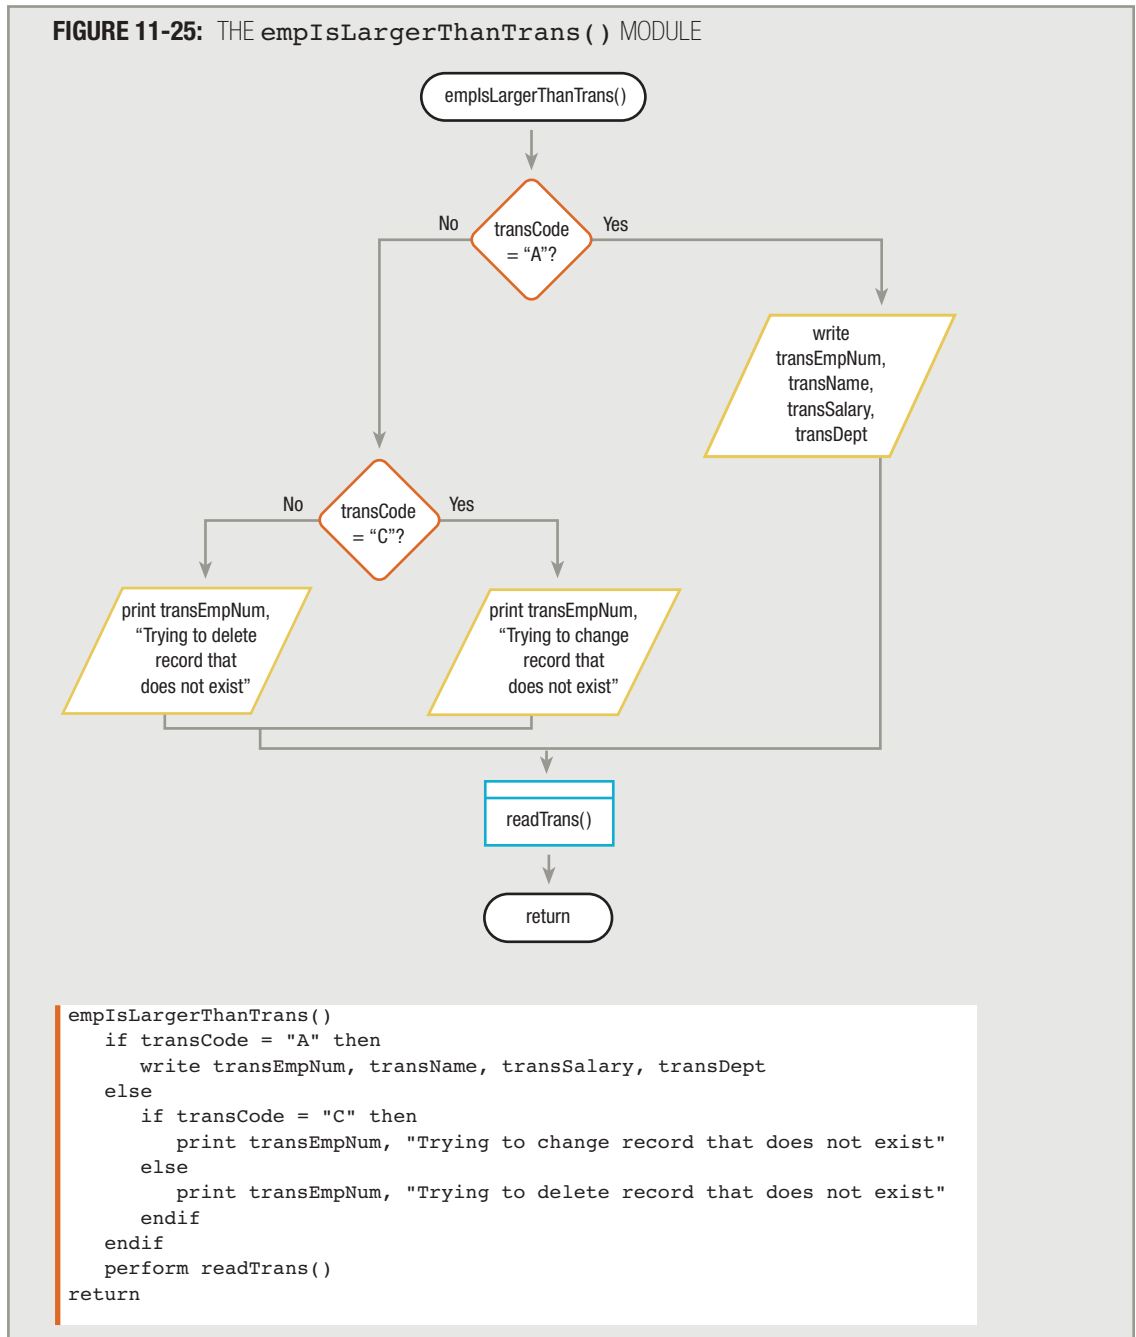 FIGURE 11-25: THE empIsLargerThanTrans() MODULE
empIsLargerThanTrans()
No
transCode
= “A”?
Yes
write
transEmpNum,
transName,
transSalary,
transDept
No
transCode
= “C”?
Yes
print transEmpNum,
“Trying to delete
record that
does not exist”
print transEmpNum,
“Trying to change
record that
does not exist”
readTrans()
return
empIsLargerThanTrans()
   if transCode = "A" then
      write transEmpNum, transName, transSalary, transDept
   else
      if transCode = "C" then
         print transEmpNum, "Trying to change record that does not exist"
      else
         print transEmpNum, "Trying to delete record that does not exist"
      endif
   endif
   perform readTrans()
return